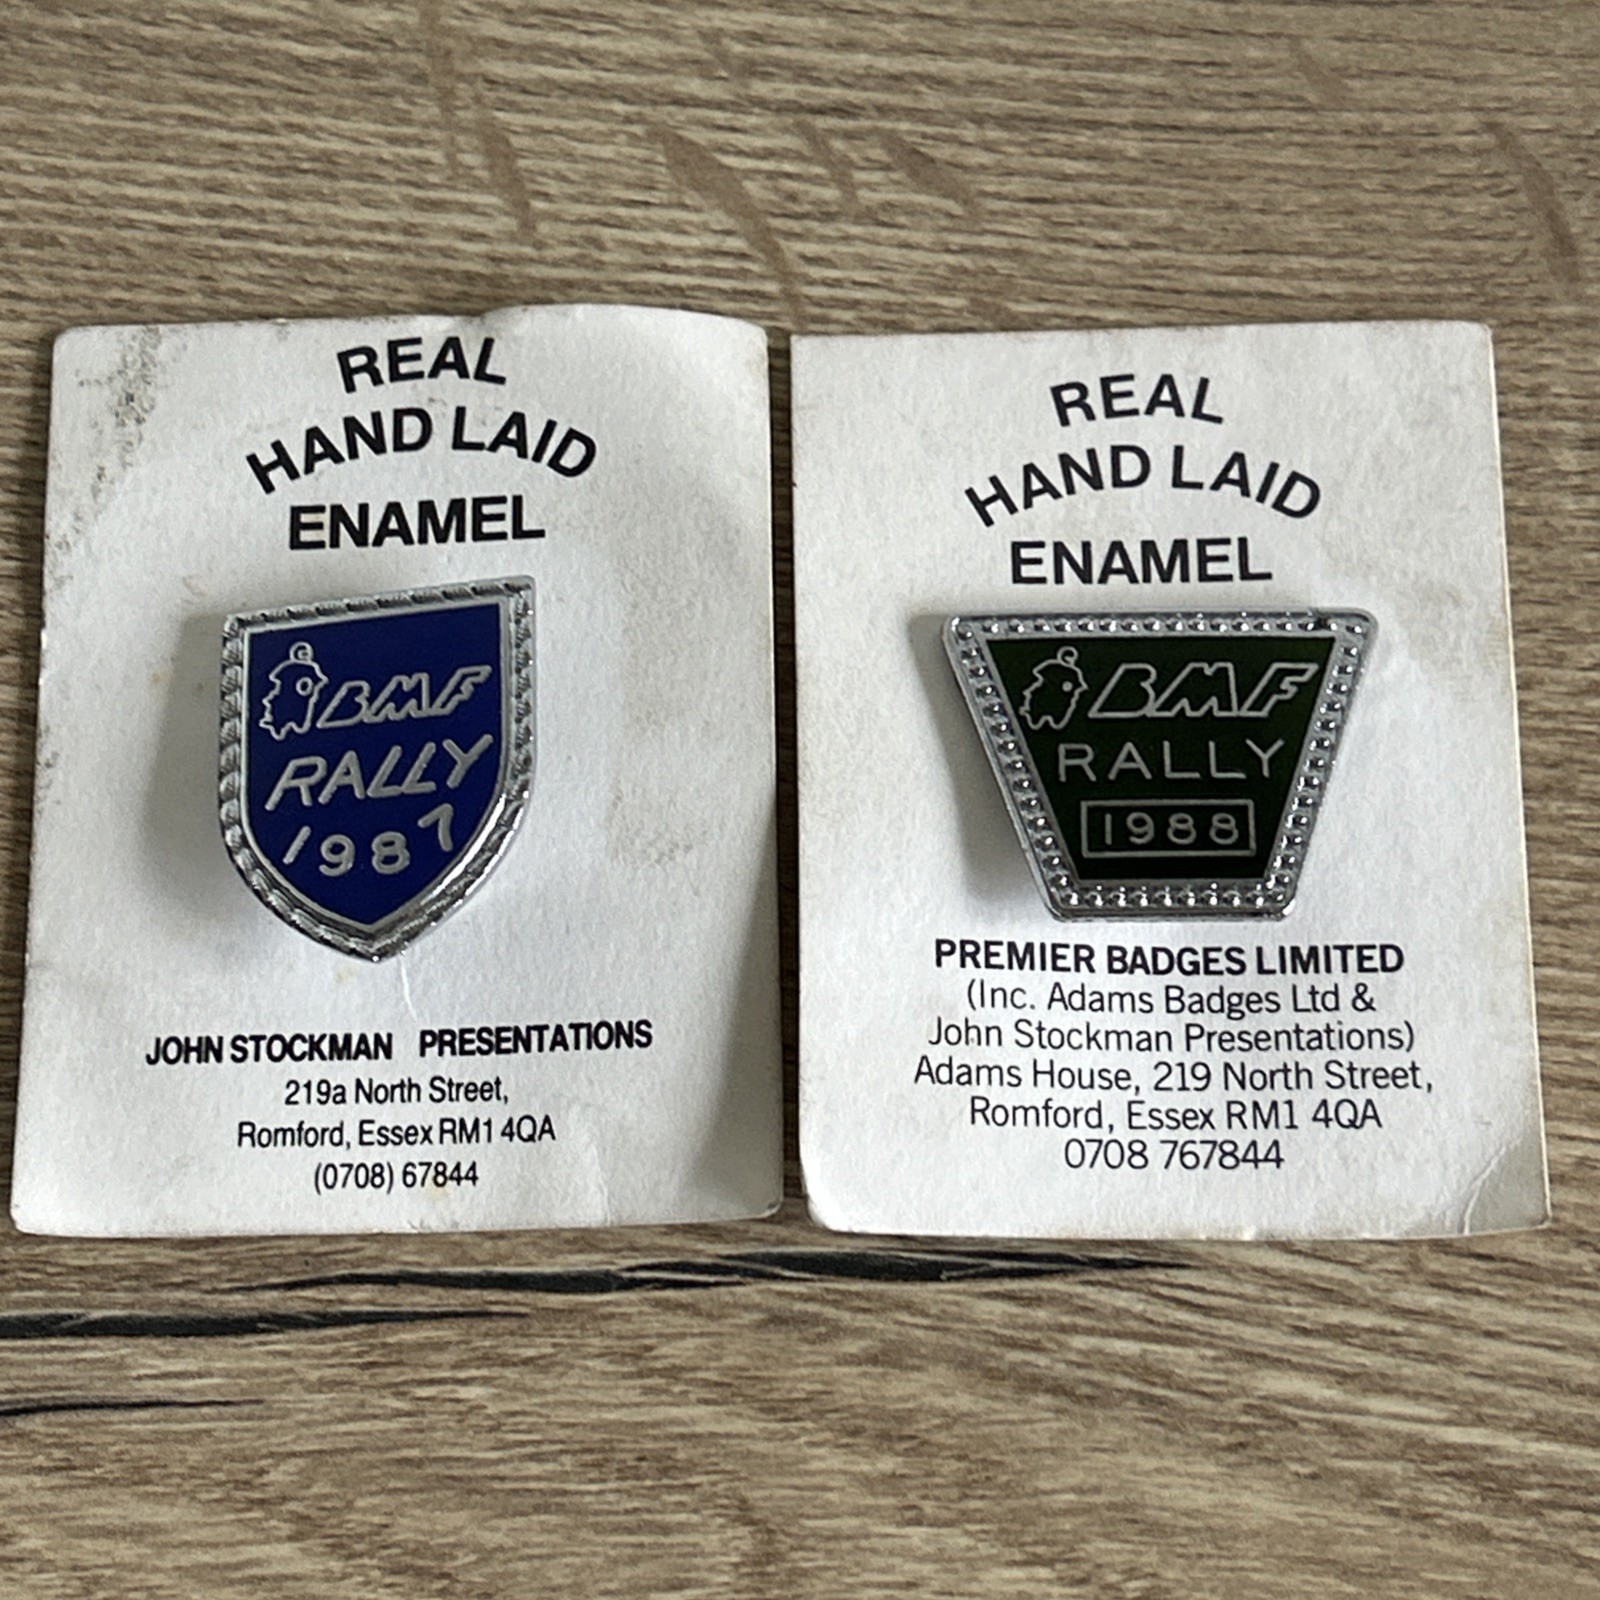 REAL
HAND LAID
ENAMEL
BMF
RALLY
1987
JOHN STOCKMAN PRESENTATIONS
219a North Street,
Romford, Essex RM1 4QA
(0708) 67844
REAL
HAND LAID
ENAMEL
BMF
RALLY
1988
PREMIER BADGES LIMITED
(Inc. Adams Badges Ltd &
John Stockman Presentations)
Adams House, 219 North Street,
Romford, Essex RM1 4QA
0708 767844